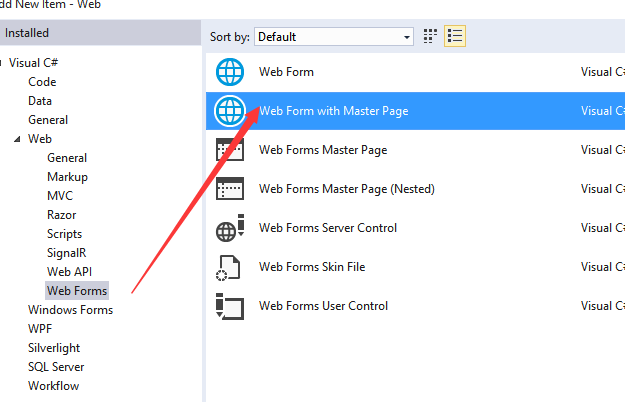 dd New Item - Web
Installed
Sort by: Default
Visual C#
Code
Data
General
Web
General
Markup
MVC
Razor
Scripts
SignalR
Web API
Web Forms
Windows Forms
WPF
Silverlight
SQL Server
Workflow
Web Form Visual C#
Web Form with Master Page Visual C#
Web Forms Master Page Visual C#
Web Forms Master Page (Nested) Visual C#
Web Forms Server Control Visual C#
Web Forms Skin File Visual C#
Web Forms User Control Visual C#